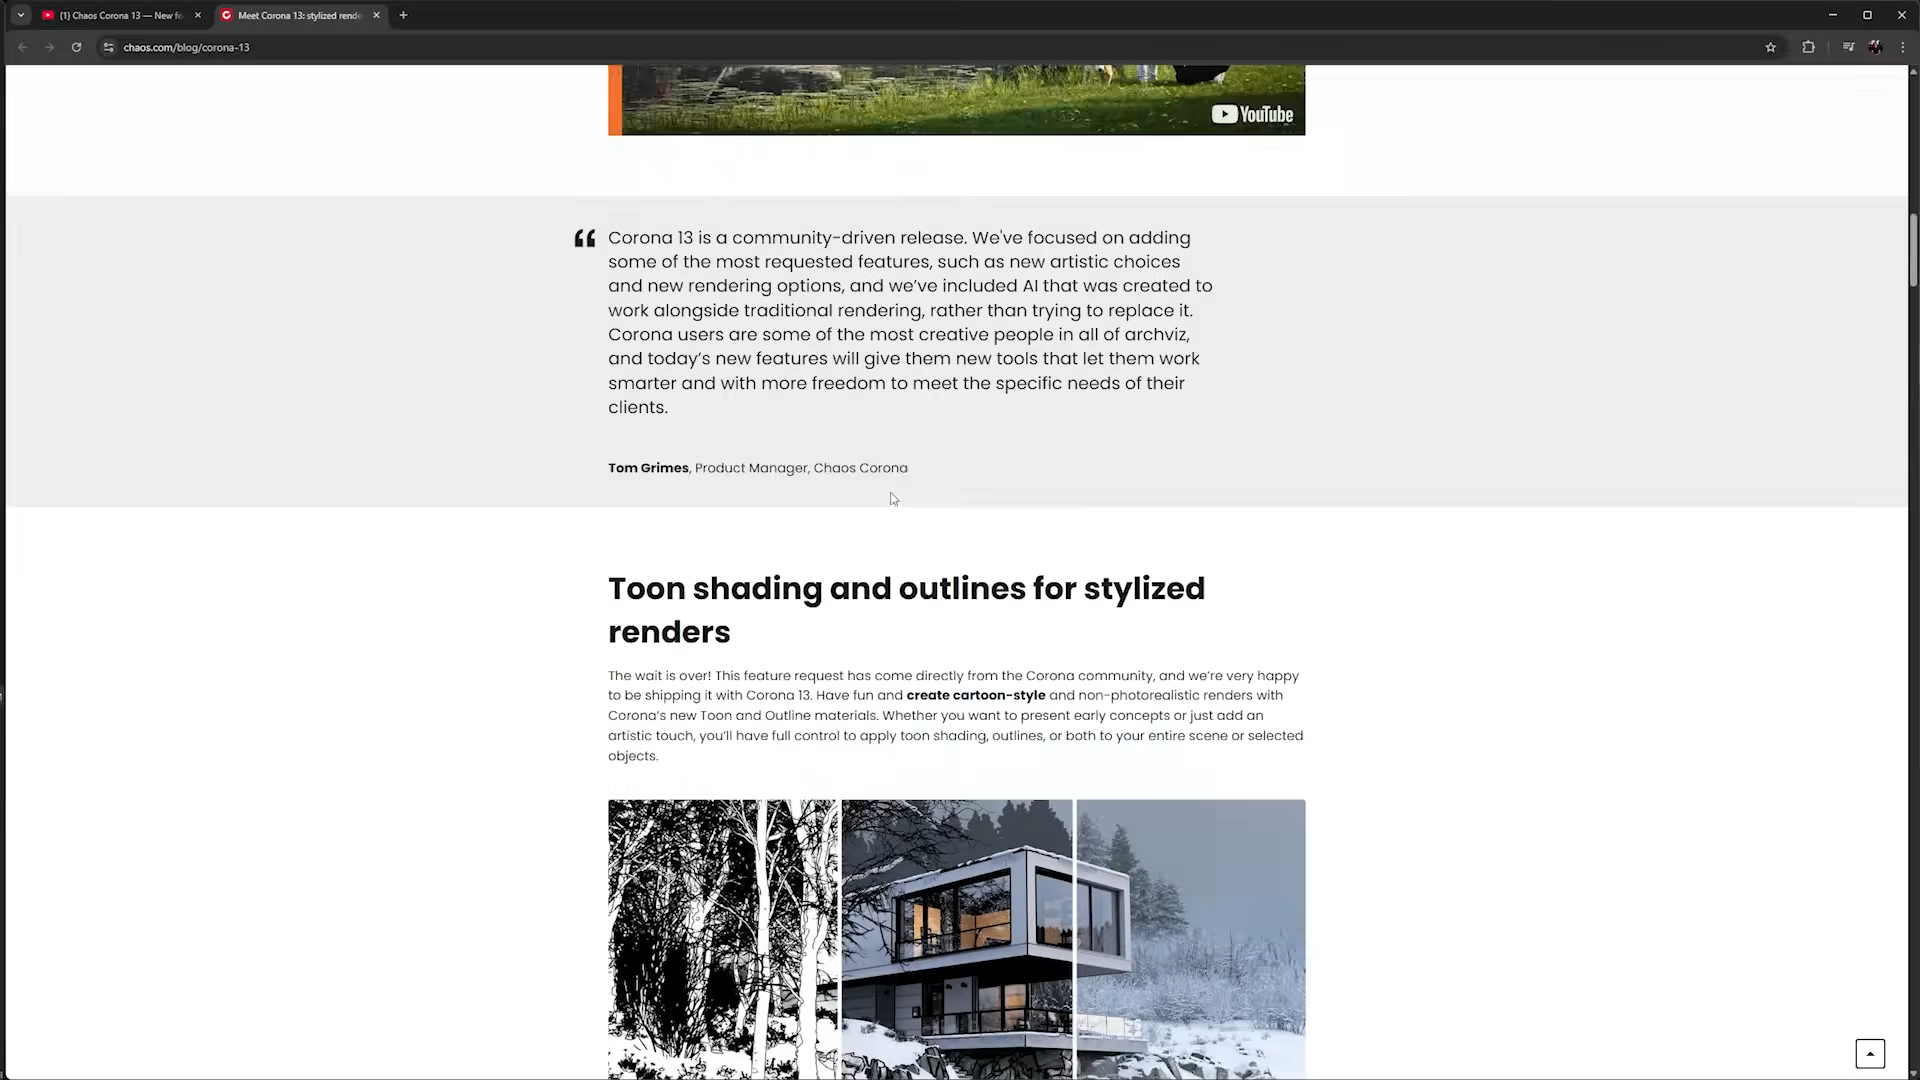 (1) Chaos Corona 13 — New fe
Meet Corona 13: stylized rende
chaos.com/blog/corona-13
YouTube
“ Corona 13 is a community-driven release. We've focused on adding
some of the most requested features, such as new artistic choices
and new rendering options, and we’ve included AI that was created to
work alongside traditional rendering, rather than trying to replace it.
Corona users are some of the most creative people in all of archviz,
and today’s new features will give them new tools that let them work
smarter and with more freedom to meet the specific needs of their
clients.
Tom Grimes, Product Manager, Chaos Corona
Toon shading and outlines for stylized
renders
The wait is over! This feature request has come directly from the Corona community, and we’re very happy
to be shipping it with Corona 13. Have fun and create cartoon-style and non-photorealistic renders with
Corona’s new Toon and Outline materials. Whether you want to present early concepts or just add an
artistic touch, you’ll have full control to apply toon shading, outlines, or both to your entire scene or selected
objects.